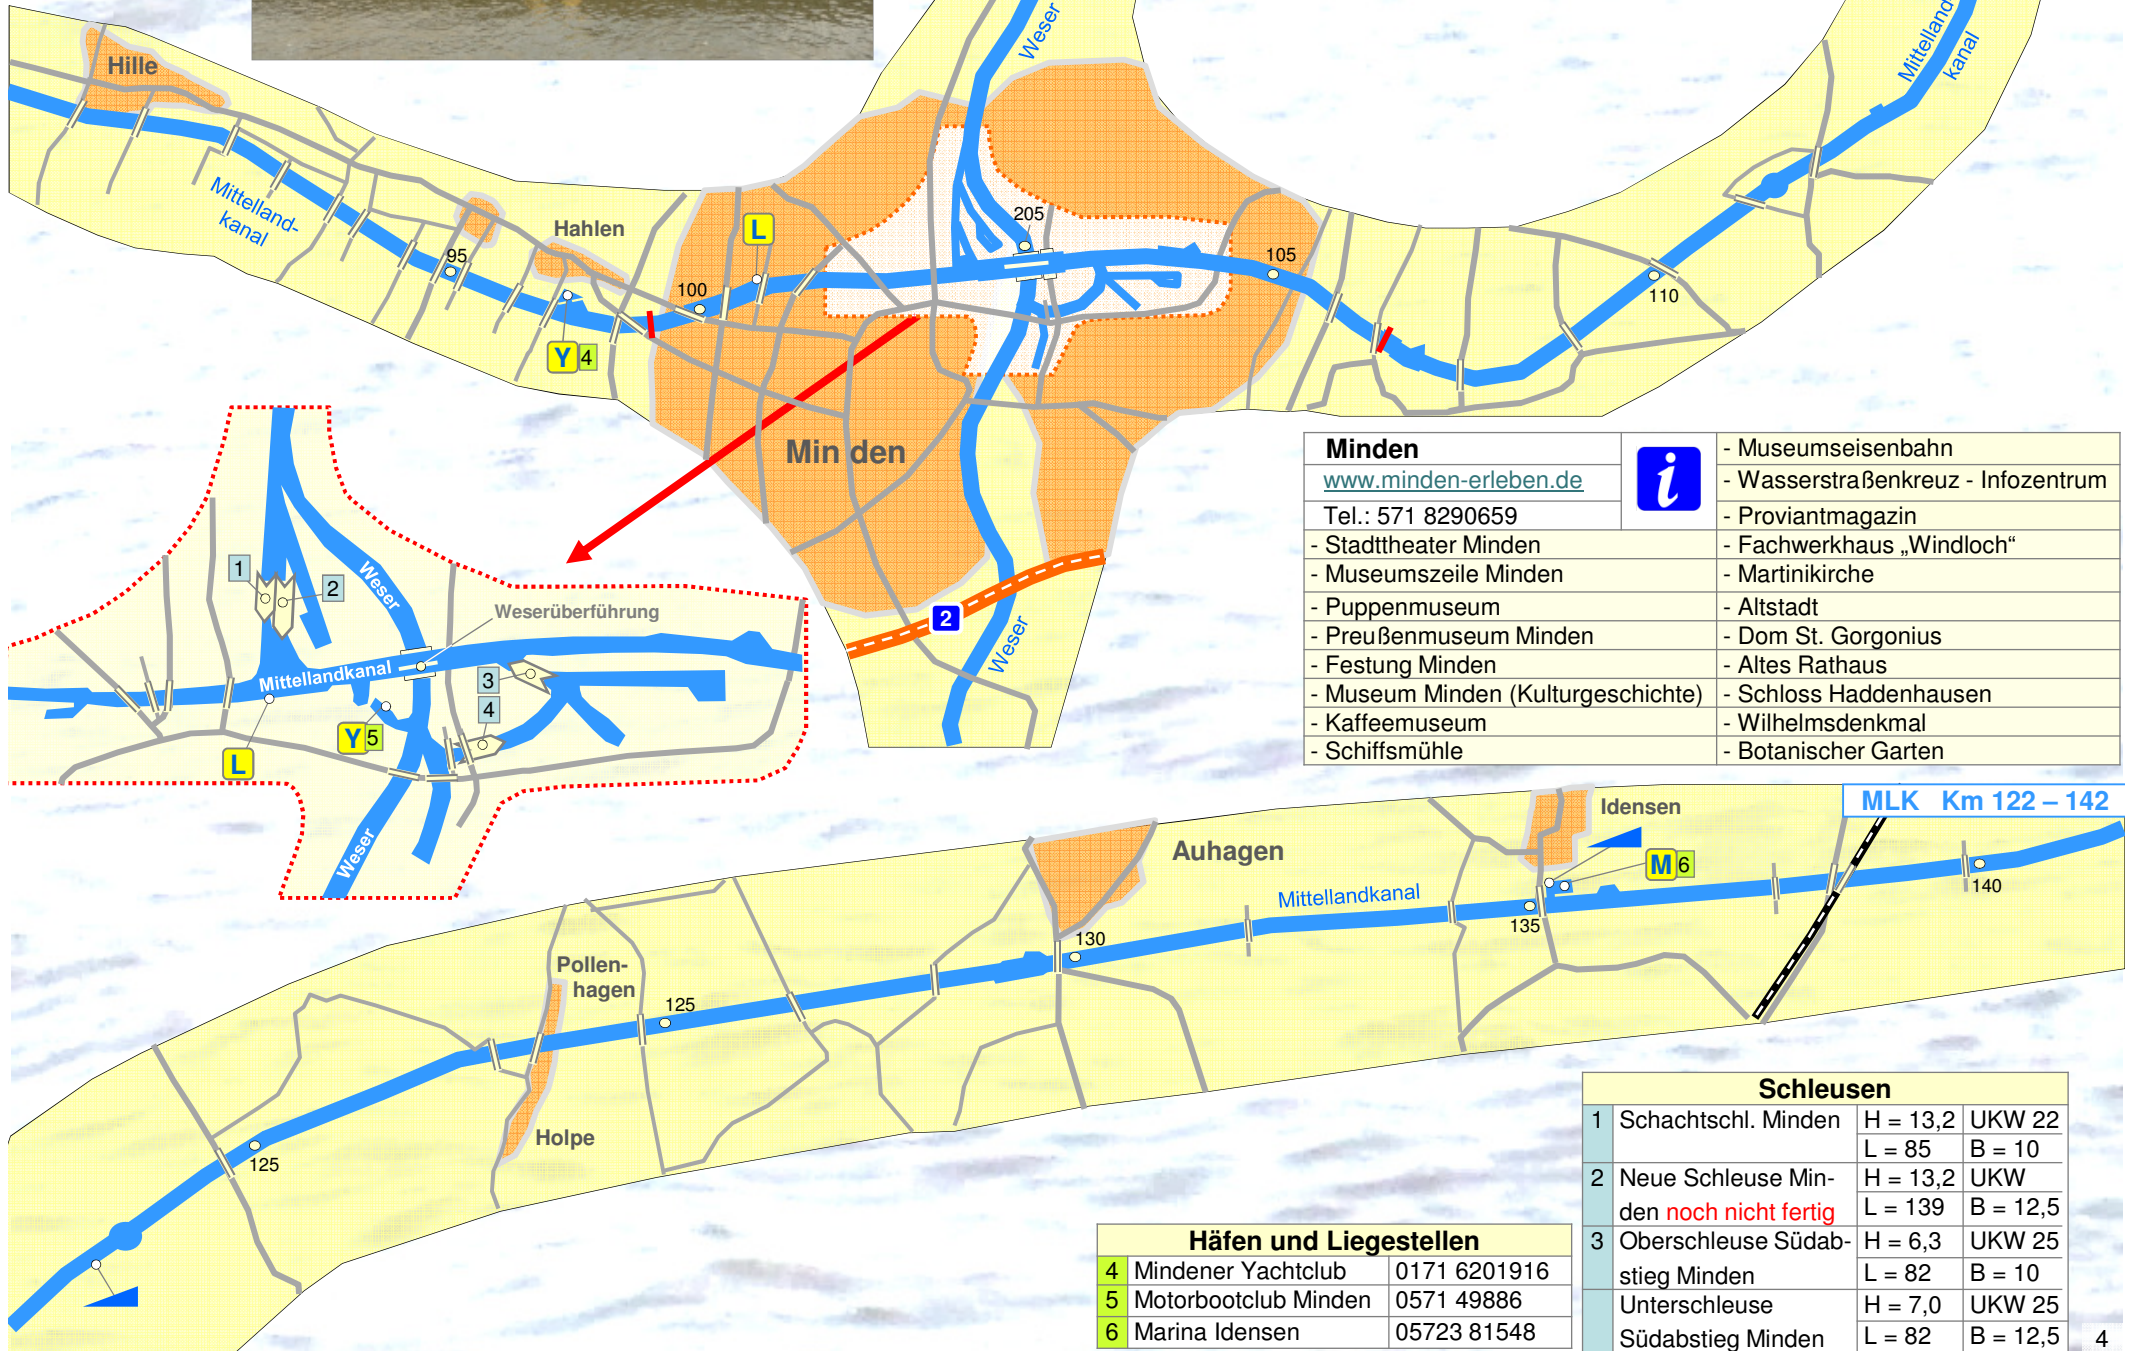 Hille
Weser
Mittelland
kanal
Mittelland-
kanal
Hahlen
L
205
95
100
105
110
Y 4
Min den
2
Weser
Minden
www.minden-erleben.de
Tel.: 571 8290659
i
- Museumseisenbahn
- Wasserstraßenkreuz - Infozentrum
- Proviantmagazin
- Stadttheater Minden
- Fachwerkhaus „Windloch“
- Museumszeile Minden
- Martinikirche
- Puppenmuseum
- Altstadt
- Preußenmuseum Minden
- Dom St. Gorgonius
- Festung Minden
- Altes Rathaus
- Museum Minden (Kulturgeschichte)
- Schloss Haddenhausen
- Kaffeemuseum
- Wilhelmsdenkmal
- Schiffsmühle
- Botanischer Garten
1
2
Weser
Weserüberführung
Mittellandkanal
3
4
Y 5
L
Weser
MLK Km 122 – 142
Idensen
Auhagen
M 6
Mittellandkanal
140
135
130
Pollen-
hagen
125
Holpe
125
Schleusen
1 Schachtschl. Minden H = 13,2 UKW 22
L = 85 B = 10
2 Neue Schleuse Min- H = 13,2 UKW
den noch nicht fertig L = 139 B = 12,5
3 Oberschleuse Südab- H = 6,3 UKW 25
stieg Minden L = 82 B = 10
Unterschleuse H = 7,0 UKW 25
Südabstieg Minden L = 82 B = 12,5
Häfen und Liegestellen
4 Mindener Yachtclub 0171 6201916
5 Motorbootclub Minden 0571 49886
6 Marina Idensen 05723 81548
4